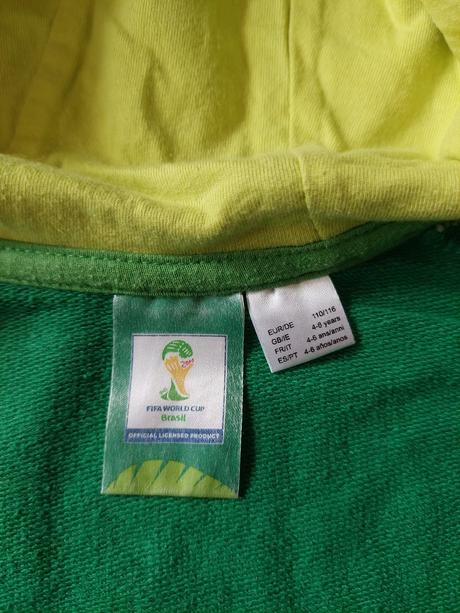 2014
FIFA WORLD CUP
Brasil
OFFICIAL LICENSED PRODUCT
EUR/DE 110/116
GB/IE 4-6 years
FR/IT 4-6 ans/anni
ES/PT 4-6 años/anos